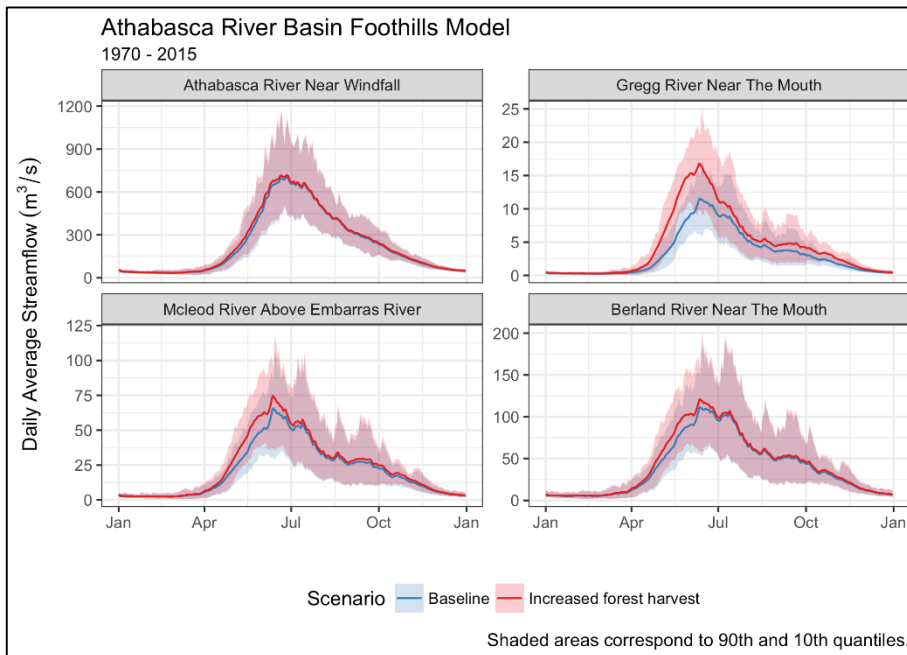 Athabasca River Basin Foothills Model
1970 - 2015
Athabasca River Near Windfall
Gregg River Near The Mouth
1200
900
600
300
0
25
20
15
10
5
0
Daily Average Streamflow (m³/s)
Mcleod River Above Embarras River
Berland River Near The Mouth
125
100
75
50
25
0
200
150
100
50
0
Jan Apr Jul Oct Jan
Jan Apr Jul Oct Jan
Scenario Baseline Increased forest harvest
Shaded areas correspond to 90th and 10th quantiles.